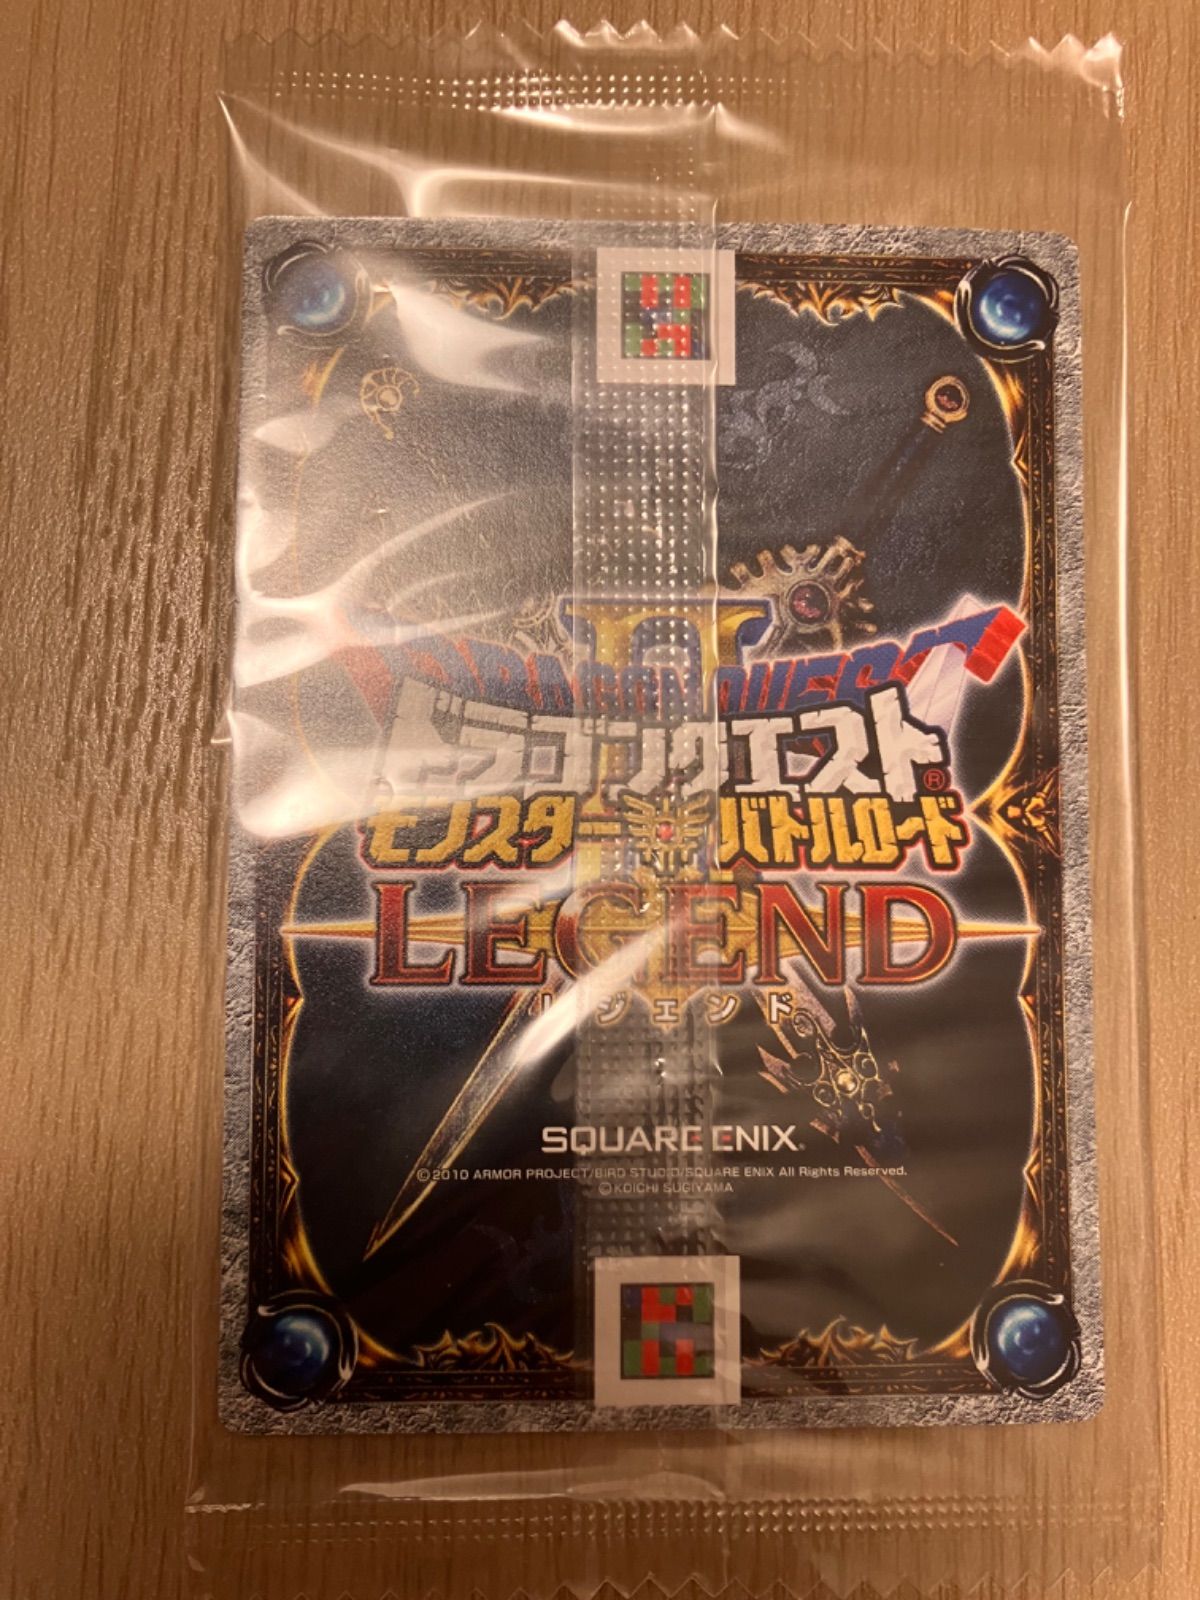 II
DRAGON QUEST
ドラゴンクエスト®
モンスターバトルロード
LEGEND
レジェンド
SQUARE ENIX®
©2010 ARMOR PROJECT/BIRD STUDIO/SQUARE ENIX All Rights Reserved.
©KOICHI SUGIYAMA